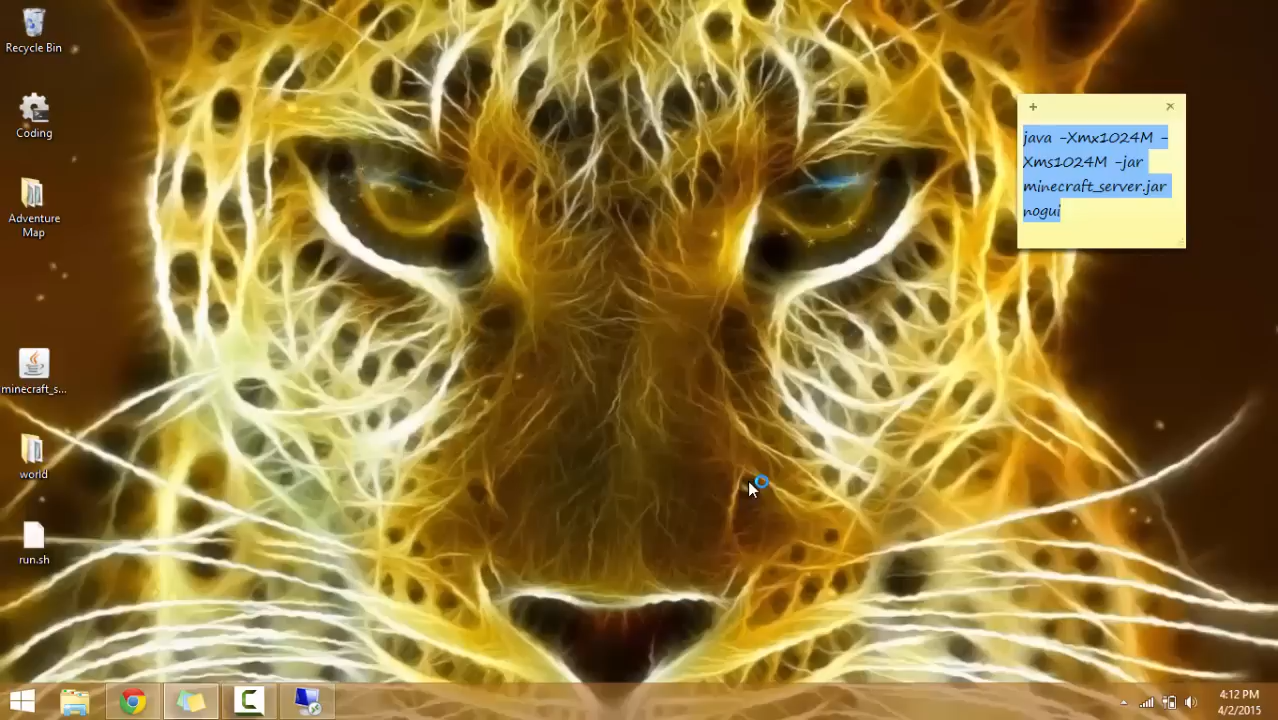 Recycle Bin
Coding
Adventure
Map
minecraft_s...
world
run.sh
java -Xmx1024M -
Xms1024M -jar
minecraft_server.jar
nogui
4:12 PM
4/2/2015